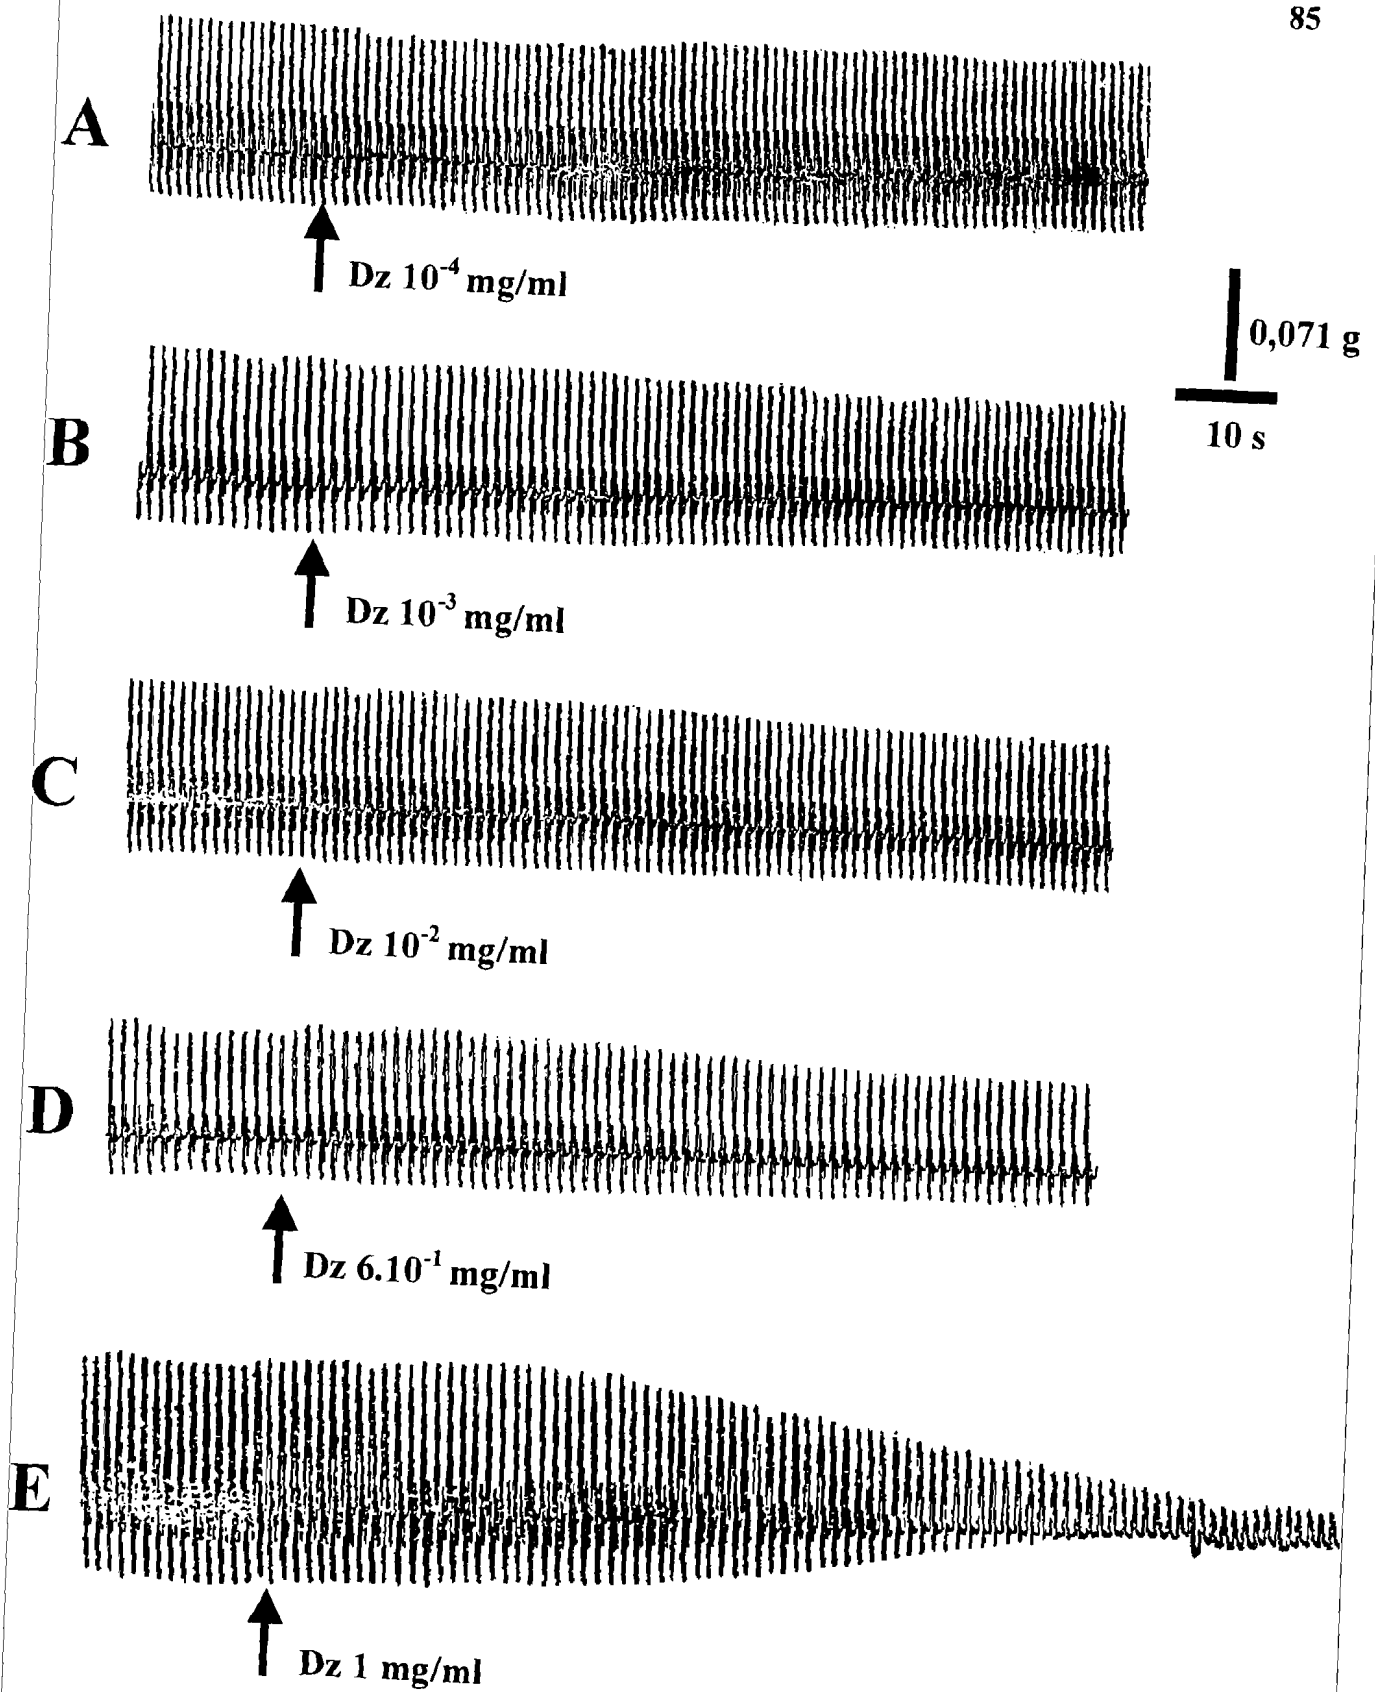 85
A
Dz 10⁻⁴ mg/ml
0,071 g
10 s
B
Dz 10⁻³ mg/ml
C
Dz 10⁻² mg/ml
D
Dz 6.10⁻¹ mg/ml
E
Dz 1 mg/ml